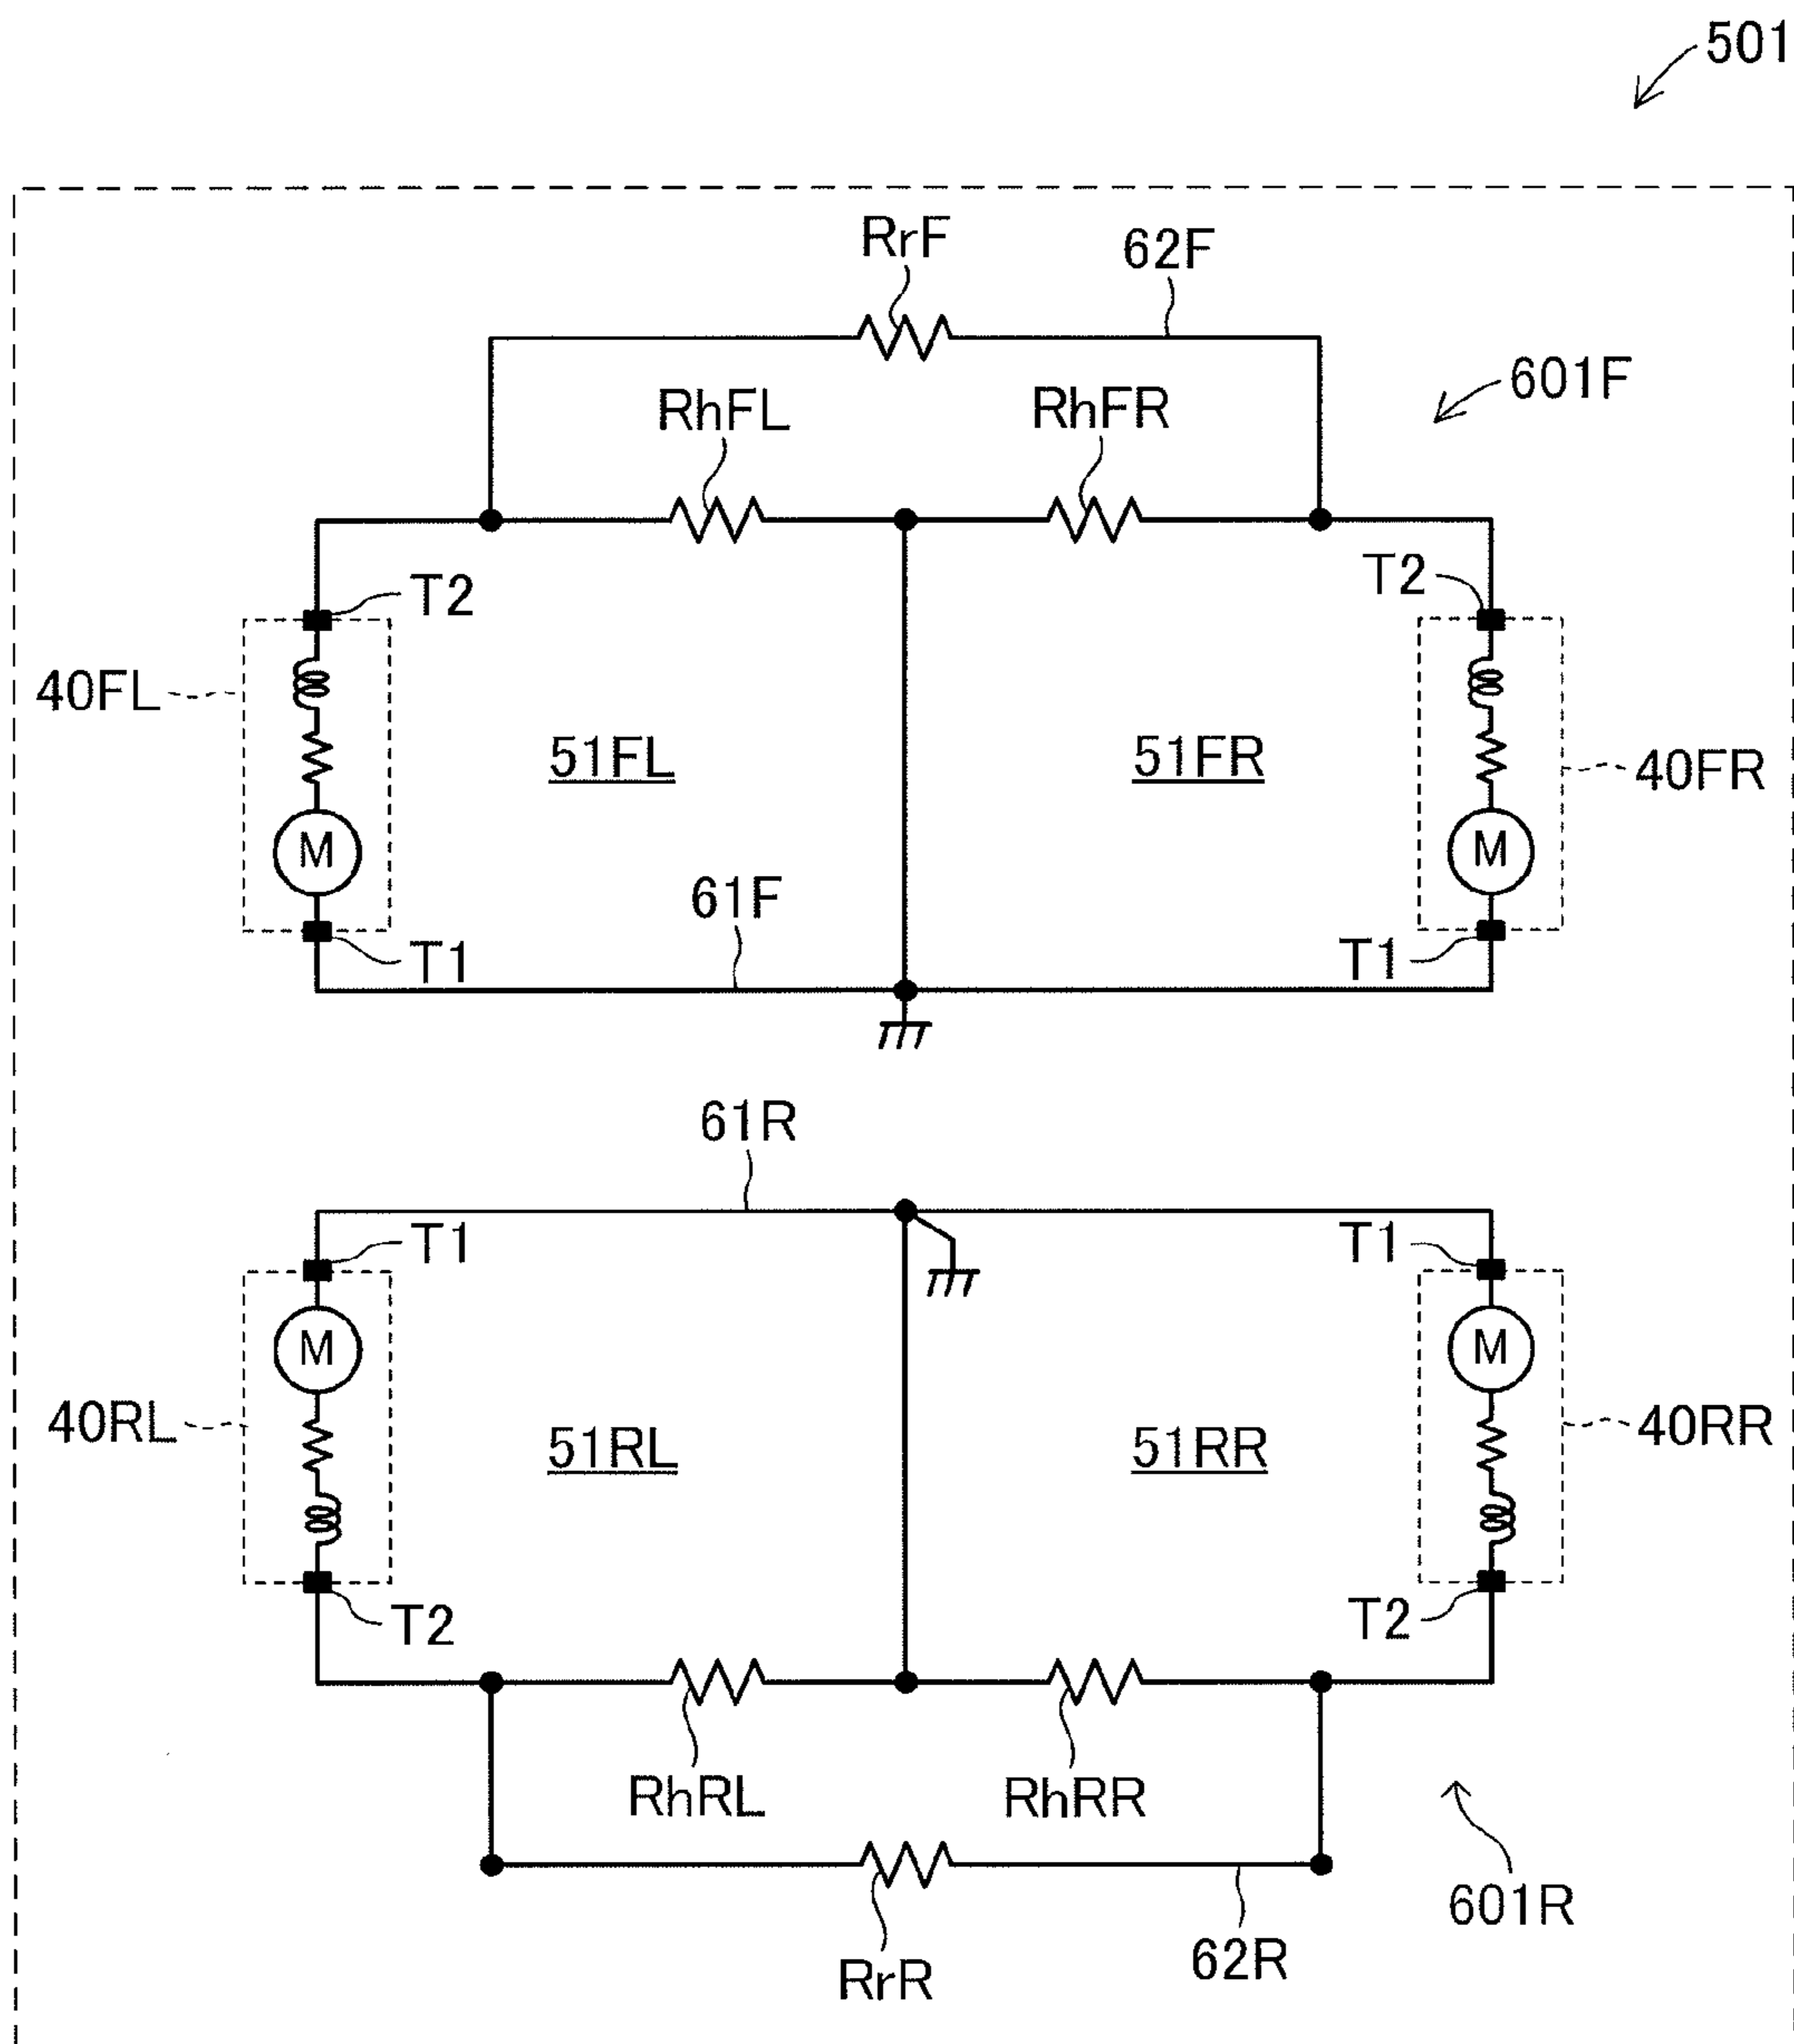 501
RrF
62F
601F
RhFL
RhFR
T2
T2
40FL
51FL
51FR
40FR
M
M
61F
T1
T1
61R
T1
T1
M
M
40RL
51RL
51RR
40RR
T2
T2
RhRL
RhRR
601R
RrR
62R